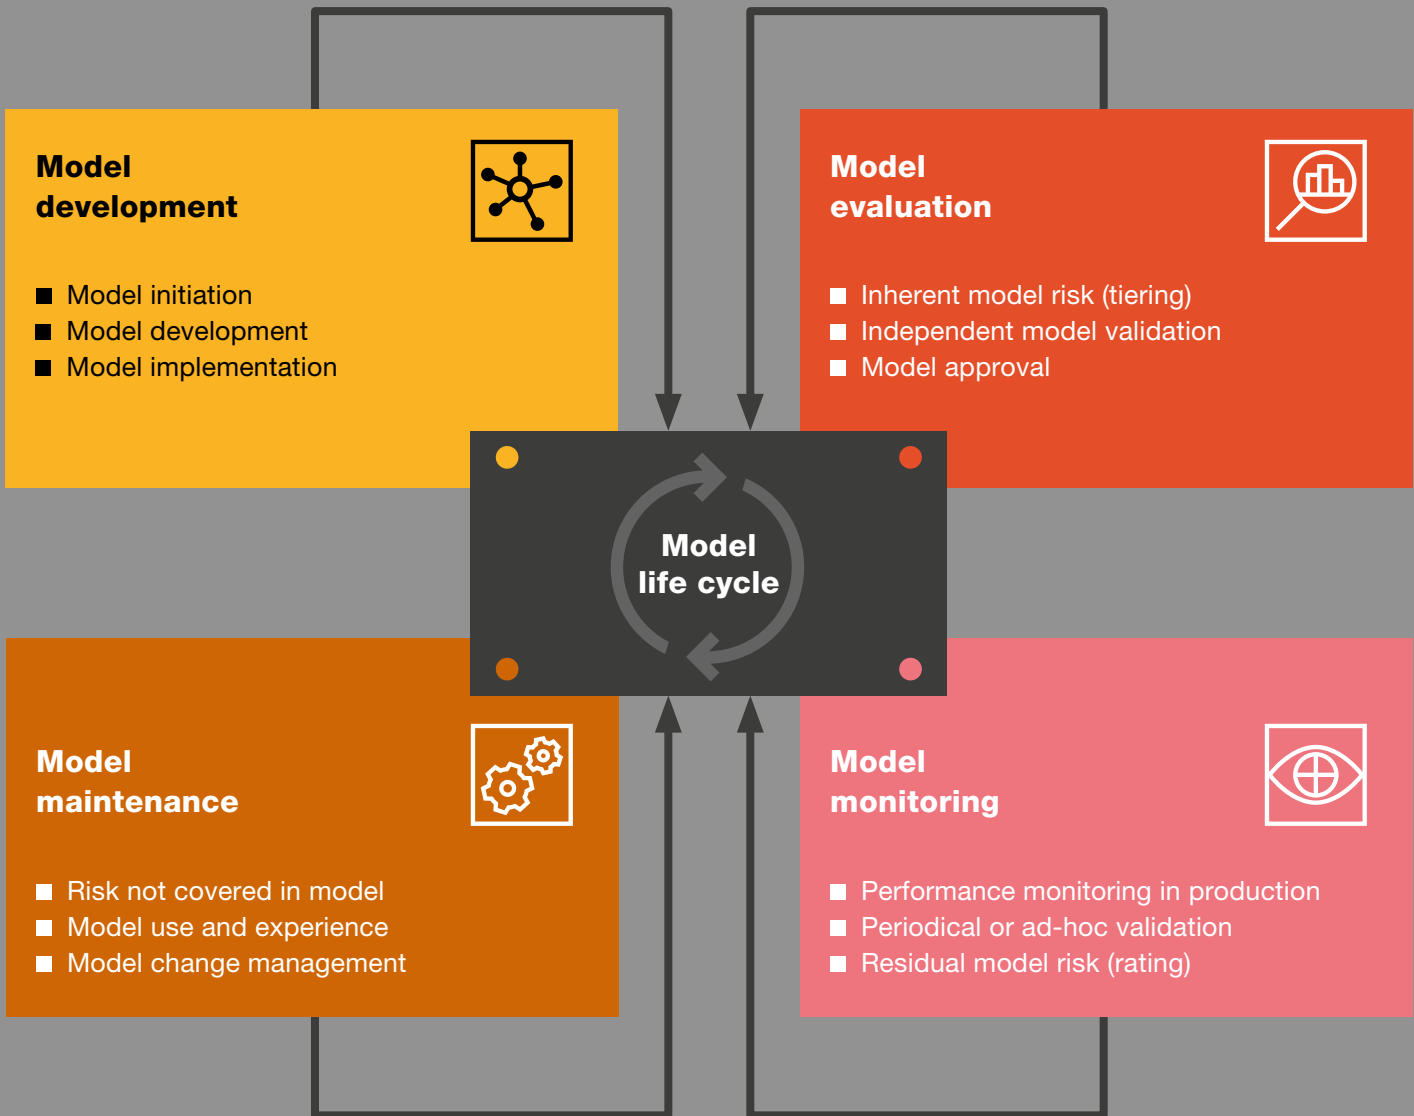 Model
development
Model initiation
Model development
Model implementation
Model
evaluation
Inherent model risk (tiering)
Independent model validation
Model approval
Model
life cycle
Model
maintenance
Risk not covered in model
Model use and experience
Model change management
Model
monitoring
Performance monitoring in production
Periodical or ad-hoc validation
Residual model risk (rating)